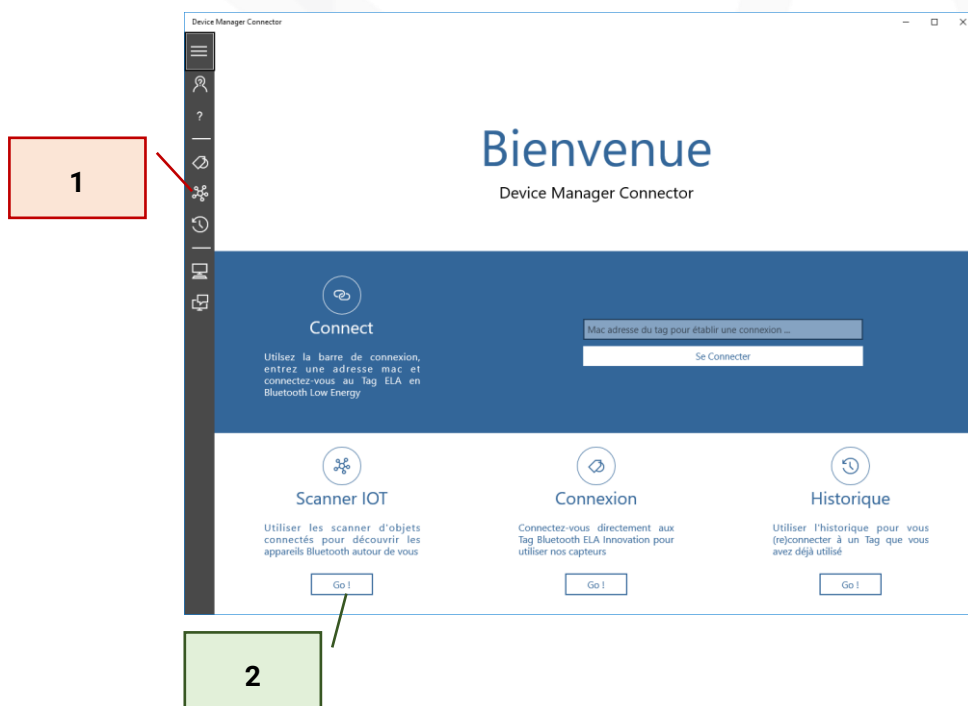 Device Manager Connector
?
1
Bienvenue
Device Manager Connector
Connect
Utilsez la barre de connexion,
entrez une adresse mac et
connectez-vous au Tag ELA en
Bluetooth Low Energy
Mac adresse du tag pour établir une connexion ...
Se Connecter
Scanner IOT
Utiliser les scanner d'objets
connectés pour découvrir les
appareils Bluetooth autour de vous
Go !
Connexion
Connectez-vous directement aux
Tag Bluetooth ELA Innovation pour
utiliser nos capteurs
Go !
Historique
Utiliser l'historique pour vous
(re)connecter à un Tag que vous
avez déjà utilisé
Go !
2